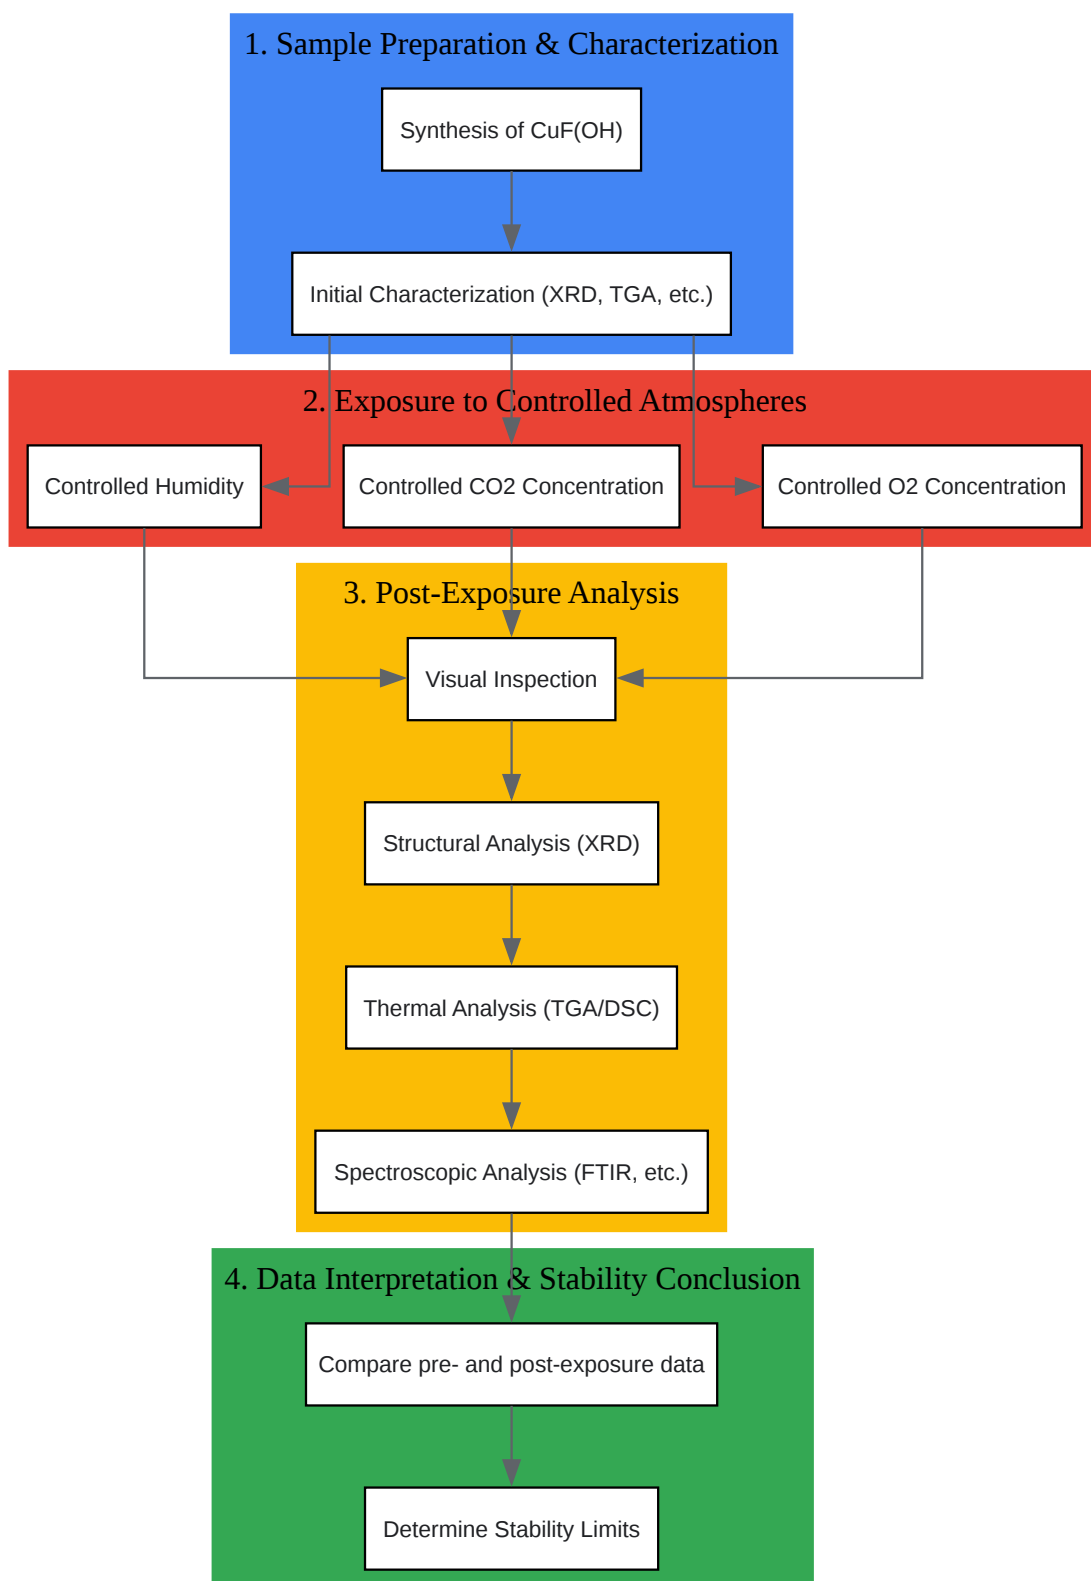 1. Sample Preparation & Characterization
Synthesis of CuF(OH)
Initial Characterization (XRD, TGA, etc.)
2. Exposure to Controlled Atmospheres
Controlled Humidity
Controlled CO2 Concentration
Controlled O2 Concentration
3. Post-Exposure Analysis
Visual Inspection
Structural Analysis (XRD)
Thermal Analysis (TGA/DSC)
Spectroscopic Analysis (FTIR, etc.)
4. Data Interpretation & Stability Conclusion
Compare pre- and post-exposure data
Determine Stability Limits